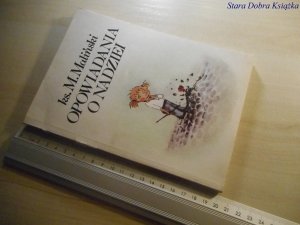 Stara Dobra Książka
ks. M. Maliński
OPOWIADANIA
O NADZIEI